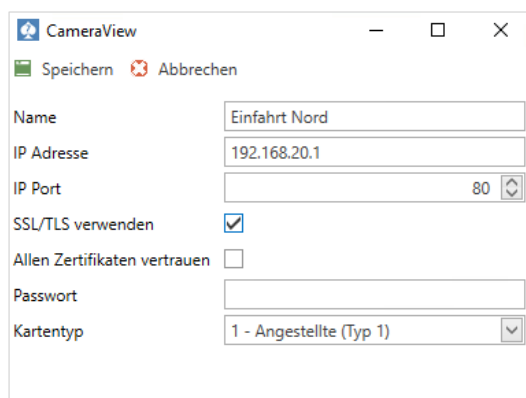 CameraView
Speichern Abbrechen
Name Einfahrt Nord
IP Adresse 192.168.20.1
IP Port 80
SSL/TLS verwenden
Allen Zertifikaten vertrauen
Passwort
Kartentyp 1 - Angestellte (Typ 1)